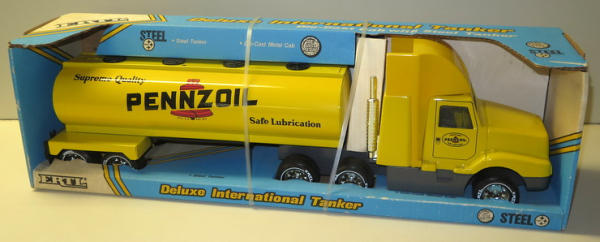 Deluxe International Tanker
STEEL
• Steel Tanker
• Die-Cast Metal Cab
STEEL
Supreme Quality
PENNZOIL
Safe Lubrication
PENNZOIL
ERTL
Deluxe International Tanker
STEEL